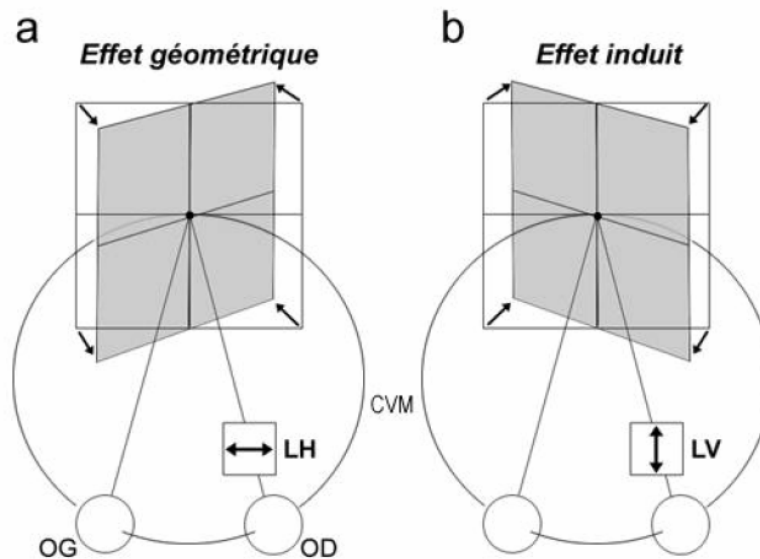 a
Effet géométrique
b
Effet induit
CVM
LH
LV
OG
OD